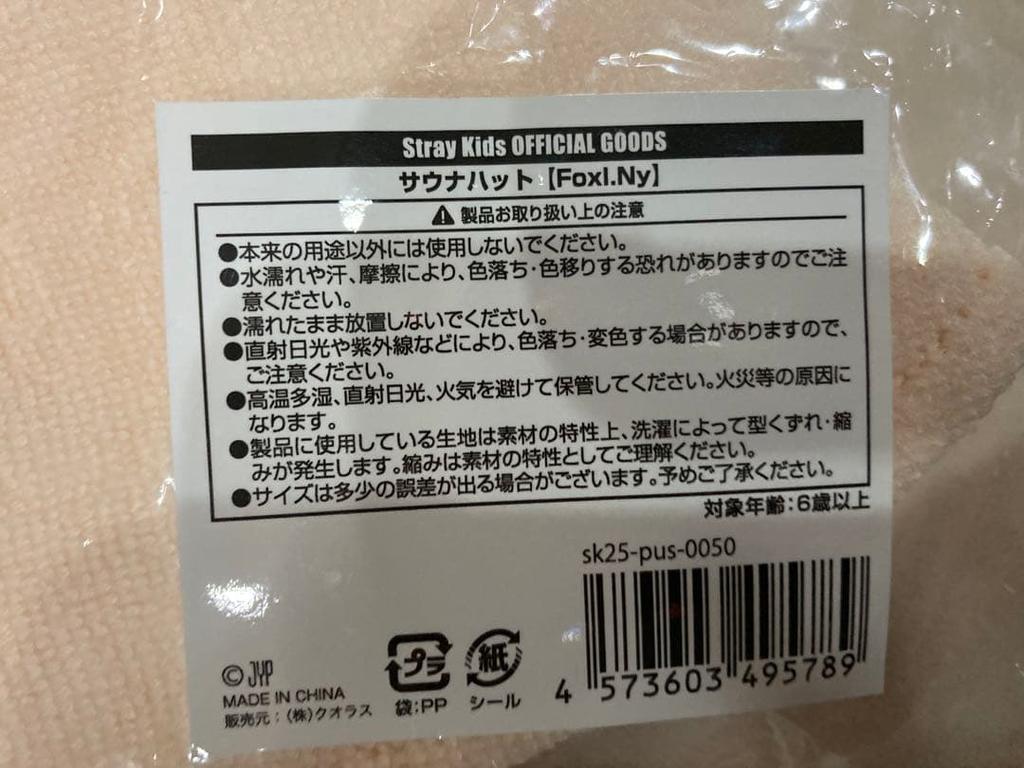 Stray Kids OFFICIAL GOODS
サウナハット【FoxI.Ny】
⚠ 製品お取り扱い上の注意
●本来の用途以外には使用しないでください。
●水濡れや汗、摩擦により、色落ち・色移りする恐れがありますのでご注
意ください。
●濡れたまま放置しないでください。
●直射日光や紫外線などにより、色落ち・変色する場合がありますので、
ご注意ください。
●高温多湿、直射日光、火気を避けて保管してください。火災等の原因に
なります。
●製品に使用している生地は素材の特性上、洗濯によって型くずれ・縮
みが発生します。縮みは素材の特性としてご理解ください。
●サイズは多少の誤差が出る場合がございます。予めご了承ください。
対象年齢:6歳以上
sk25-pus-0050
4 573603 495789
© JYP
MADE IN CHINA
販売元:(株)クオラス
プラ
袋:PP
紙
シール